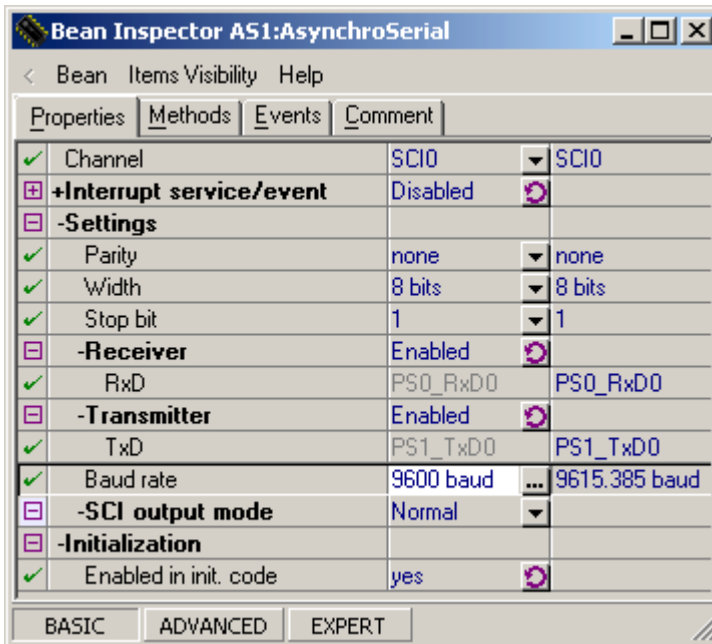 Bean Inspector AS1:AsynchroSerial
< Bean Items Visibility Help
Properties Methods Events Comment
Channel SCI0 SCI0
+Interrupt service/event Disabled
-Settings
Parity none none
Width 8 bits 8 bits
Stop bit 1 1
-Receiver Enabled
RxD PS0_RxD0 PS0_RxD0
-Transmitter Enabled
TxD PS1_TxD0 PS1_TxD0
Baud rate 9600 baud ... 9615.385 baud
-SCI output mode Normal
-Initialization
Enabled in init. code yes
BASIC ADVANCED EXPERT